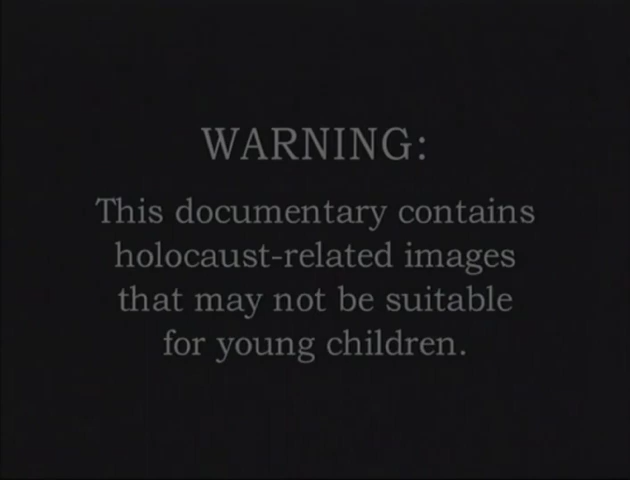 WARNING:
This documentary contains
holocaust-related images
that may not be suitable
for young children.